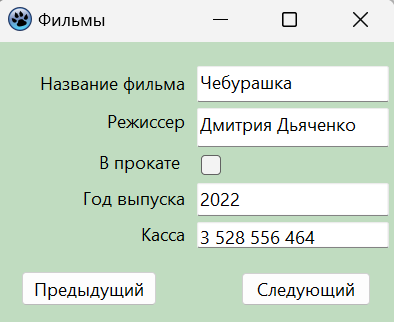 Фильмы
Название фильма Чебурашка
Режиссер Дмитрия Дьяченко
В прокате
Год выпуска 2022
Касса 3 528 556 464
Предыдущий Следующий